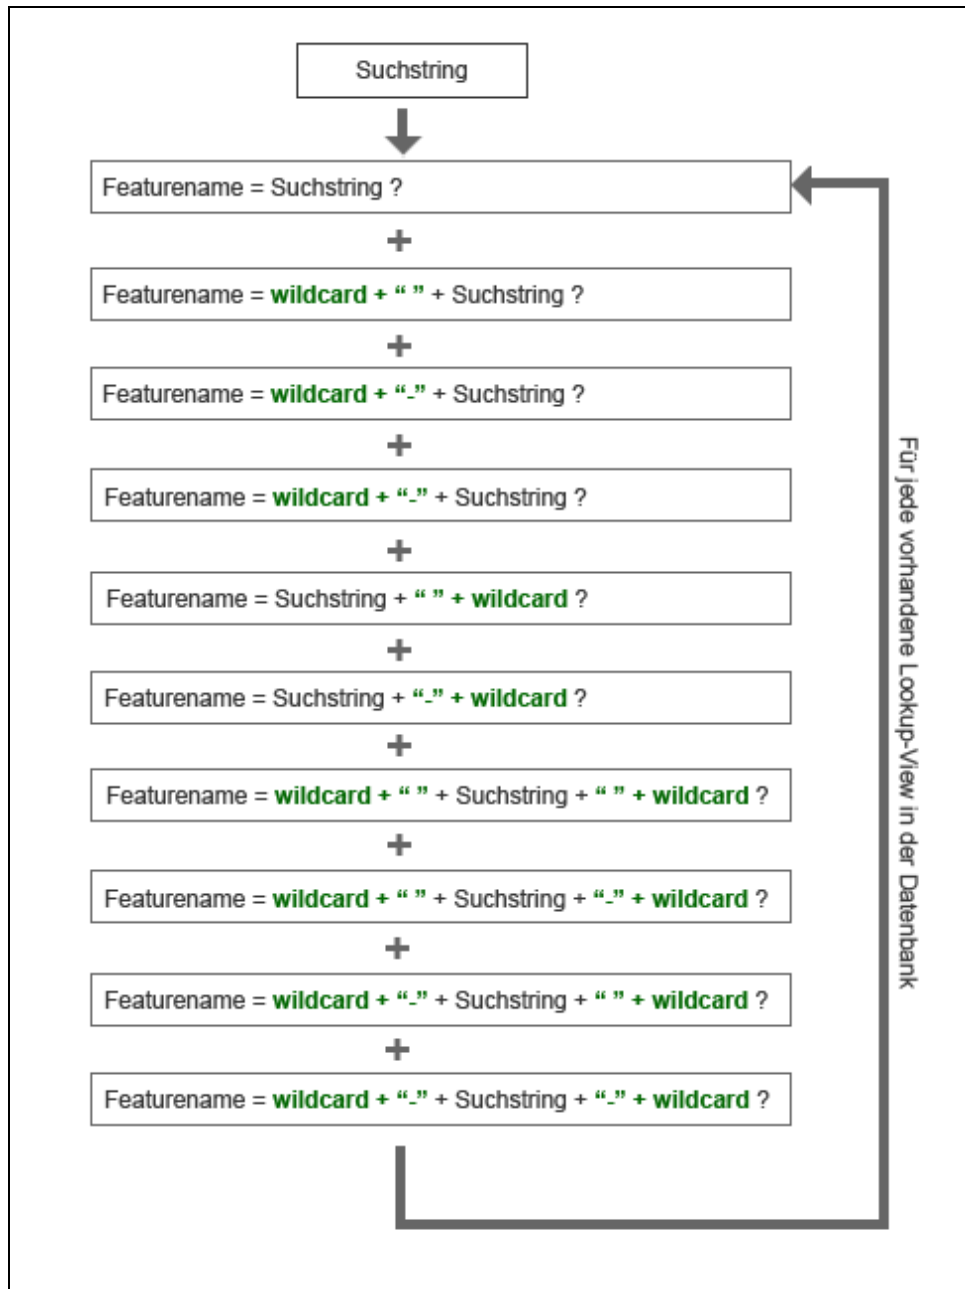 Suchstring
Featurename = Suchstring ?
+
Featurename = wildcard + “ ” + Suchstring ?
+
Featurename = wildcard + “-” + Suchstring ?
+
Featurename = wildcard + “-” + Suchstring ?
+
Featurename = Suchstring + “ ” + wildcard ?
+
Featurename = Suchstring + “-” + wildcard ?
+
Featurename = wildcard + “ ” + Suchstring + “ ” + wildcard ?
+
Featurename = wildcard + “ ” + Suchstring + “-” + wildcard ?
+
Featurename = wildcard + “-” + Suchstring + “ ” + wildcard ?
+
Featurename = wildcard + “-” + Suchstring + “-” + wildcard ?
Für jede vorhandene Lookup-View in der Datenbank